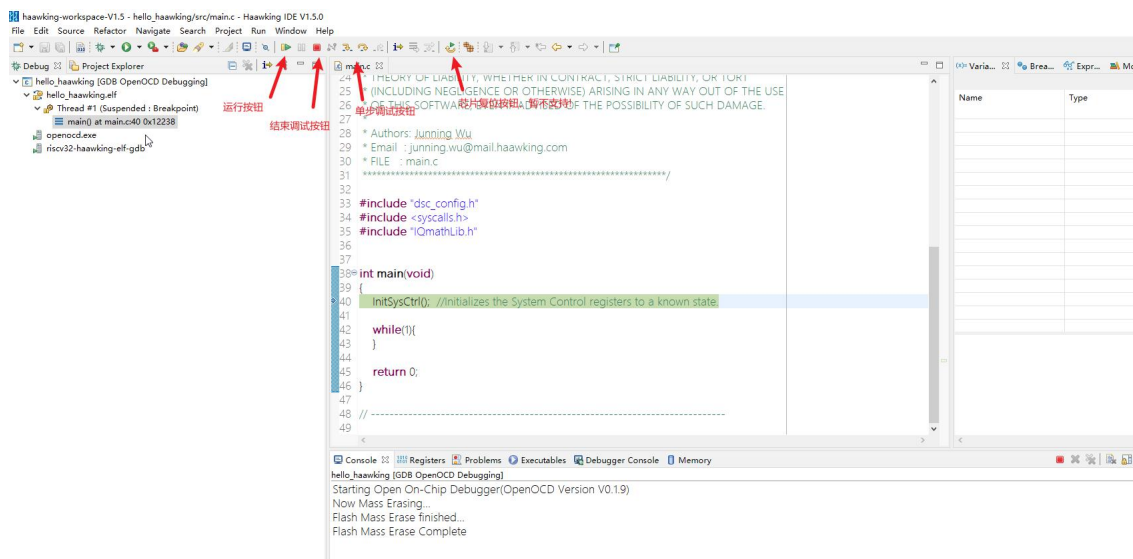 haawking-workspace-V1.5 - hello_haawking/src/main.c - Haawking IDE V1.5.0
File Edit Source Refactor Navigate Search Project Run Window Help
Debug Project Explorer
hello_haawking [GDB OpenOCD Debugging]
hello_haawking.elf
Thread #1 (Suspended : Breakpoint)
main() at main.c:40 0x12238
openocd.exe
riscv32-haawking-elf-gdb
运行按钮
结束调试按钮
单步调试按钮
芯片复位按钮，暂不支持！
main.c
24 * THEORY OF LIABILITY, WHETHER IN CONTRACT, STRICT LIABILITY, OR TORT
25 * (INCLUDING NEGLIGENCE OR OTHERWISE) ARISING IN ANY WAY OUT OF THE USE
26 * OF THIS SOFTWARE, OF THE POSSIBILITY OF SUCH DAMAGE.
27 *
28 * Authors: Junning Wu
29 * Email : junning.wu@mail.haawking.com
30 * FILE : main.c
31 *****************************************************************/
32
33 #include "dsc_config.h"
34 #include <syscalls.h>
35 #include "IQmathLib.h"
36
37
38 int main(void)
39 {
40 InitSysCtrl(); //Initializes the System Control registers to a known state.
41
42 while(1){
43 }
44
45 return 0;
46 }
47
48 // ----------------------------------------------------------------------------
49
Varia... Brea... Expr... Mo
Name Type
Console Registers Problems Executables Debugger Console Memory
hello_haawking [GDB OpenOCD Debugging]
Starting Open On-Chip Debugger(OpenOCD Version V0.1.9)
Now Mass Erasing...
Flash Mass Erase finished...
Flash Mass Erase Complete